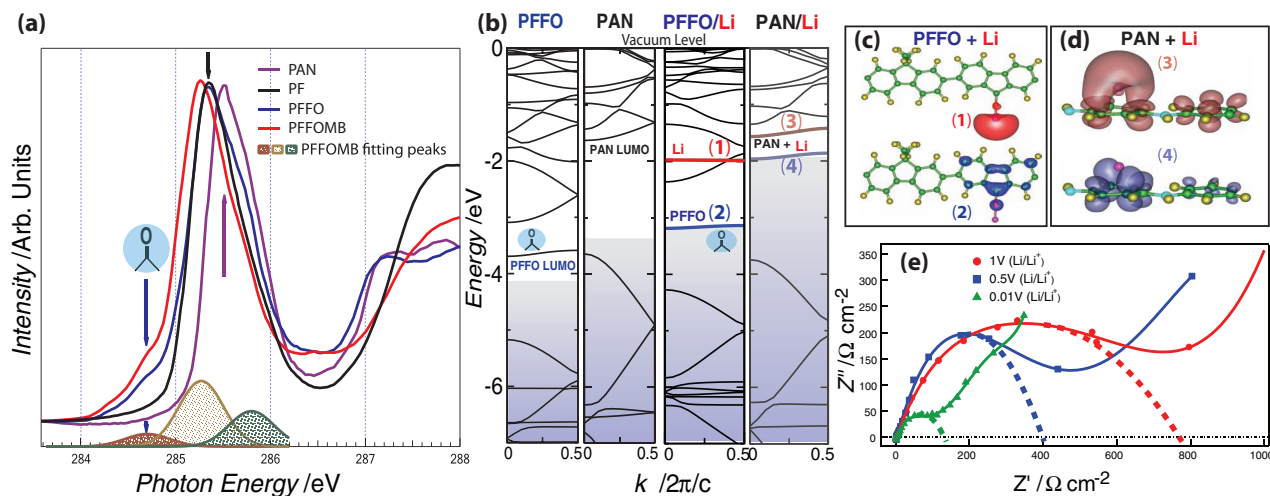 (a)
Intensity /Arb. Units
PAN
PF
PFFO
PFFOMB
PFFOMB fitting peaks
O
284
285
286
287
288
Photon Energy /eV
(b)
PFFO
PAN
PFFO/Li
PAN/Li
Vacuum Level
Energy /eV
0
-2
-4
-6
PAN LUMO
Li
(1)
(3)
PAN + Li
(4)
PFFO (2)
O
O
PFFO LUMO
0
0.5
0.5
0
0.5
0.5
k /2π/c
(c)
PFFO + Li
(1)
(2)
(d)
PAN + Li
(3)
(4)
(e)
1V (Li/Li⁺)
0.5V (Li/Li⁺)
0.01V (Li/Li⁺)
Z'' /Ω cm-2
350
300
250
200
150
100
50
0
0
200
400
600
800
1000
Z' /Ω cm-2